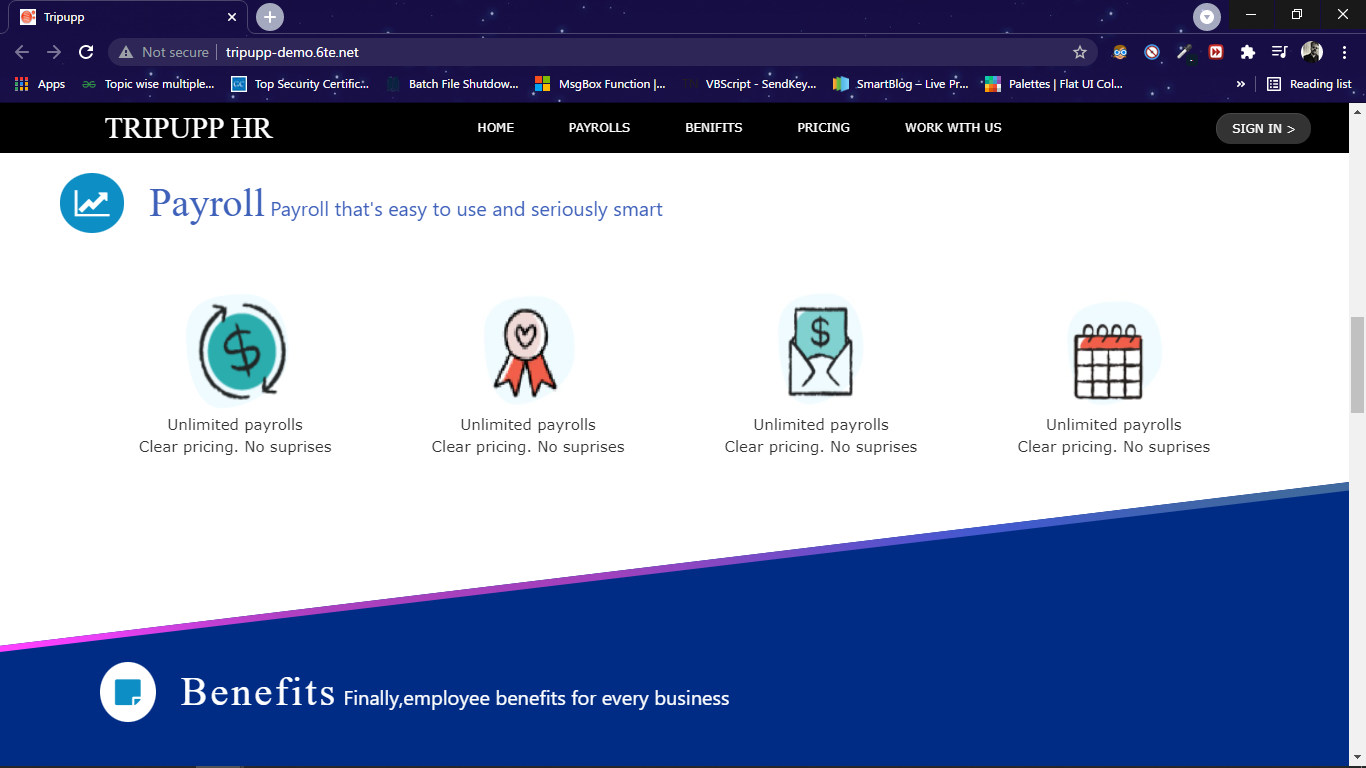 Tripupp
Not secure tripupp-demo.6te.net
Apps Topic wise multiple... Top Security Certific... Batch File Shutdow... MsgBox Function |... VBScript - SendKey... SmartBlog – Live Pr... Palettes | Flat UI Col... » Reading list
TRIPUPP HR HOME PAYROLLS BENIFITS PRICING WORK WITH US SIGN IN >
Payroll Payroll that's easy to use and seriously smart
$ $
Unlimited payrolls Unlimited payrolls Unlimited payrolls Unlimited payrolls
Clear pricing. No suprises Clear pricing. No suprises Clear pricing. No suprises Clear pricing. No suprises
Benefits Finally,employee benefits for every business